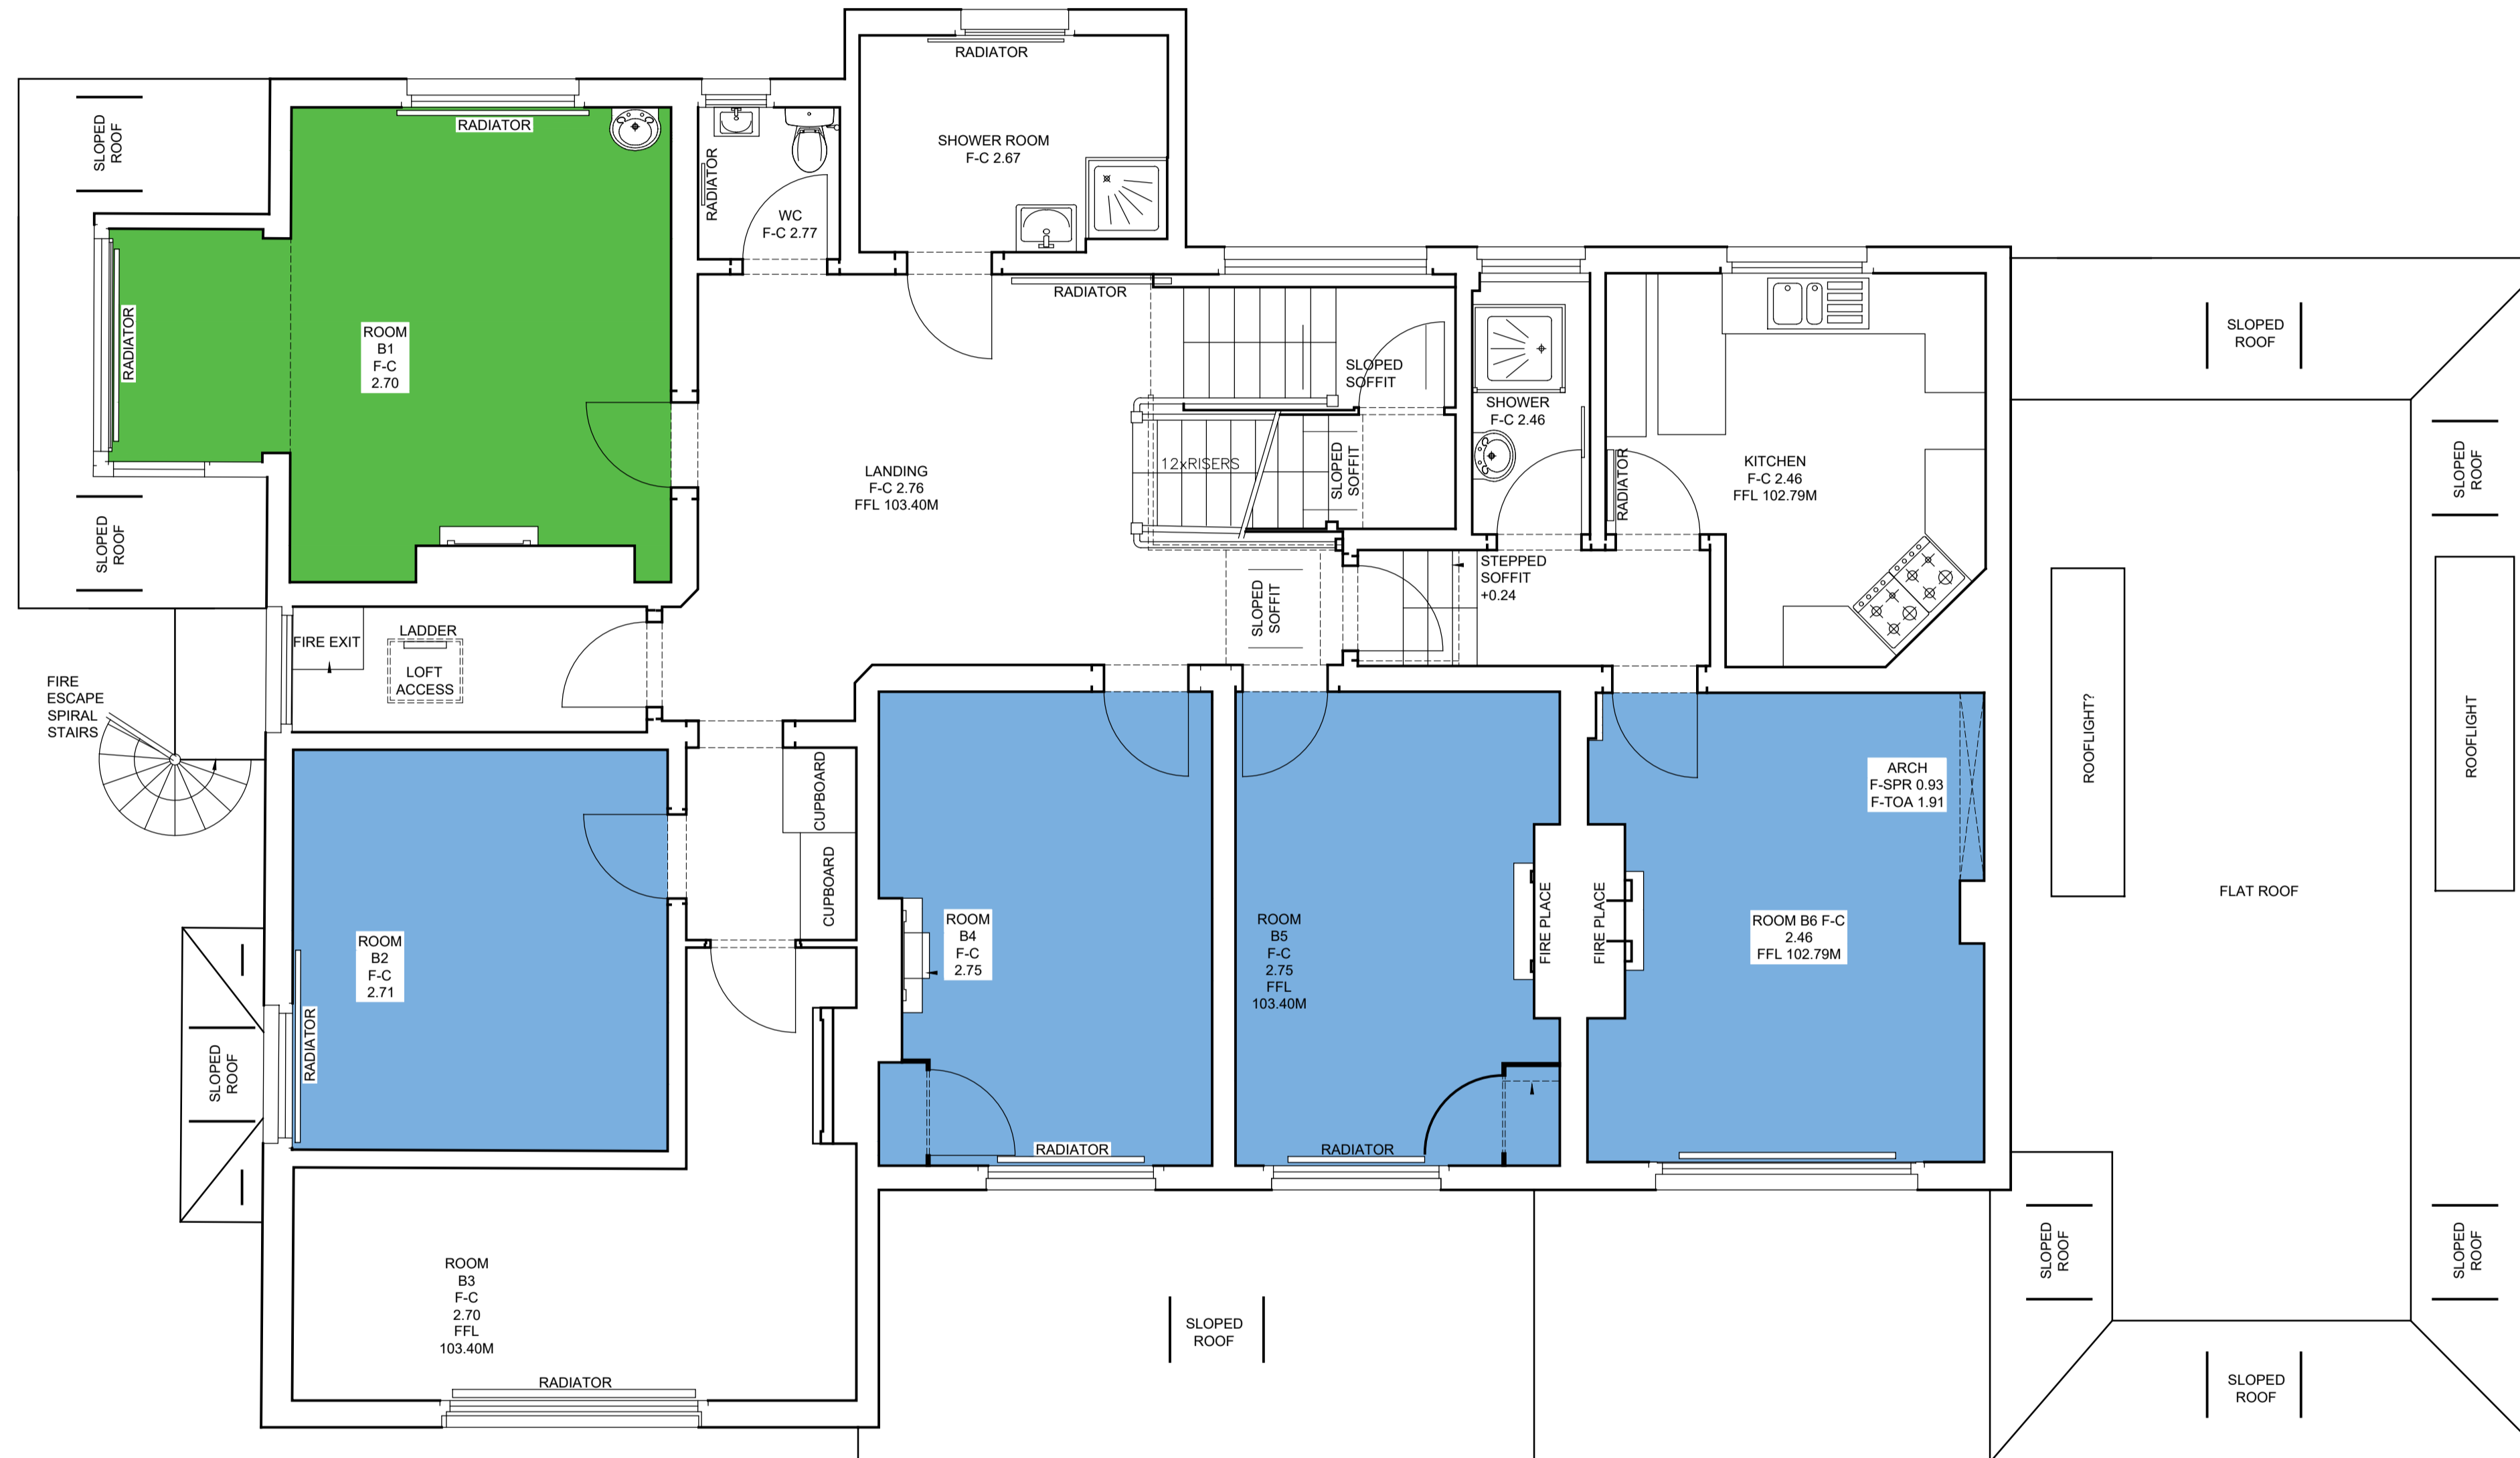 RADIATOR
SHOWER ROOM
F-C 2.67
SLOPED
ROOF
RADIATOR
RADIATOR
WC
F-C 2.77
RADIATOR
RADIATOR
ROOM
B1
F-C
2.70
SLOPED
SOFFIT
SHOWER
F-C 2.46
SLOPED
ROOF
SLOPED
ROOF
LANDING
F-C 2.76
FFL 103.40M
12xRISERS
SLOPED
SOFFIT
RADIATOR
KITCHEN
F-C 2.46
FFL 102.79M
SLOPED
ROOF
STEPPED
SOFFIT
+0.24
SLOPED
SOFFIT
FIRE EXIT
LADDER
LOFT
ACCESS
FIRE
ESCAPE
SPIRAL
STAIRS
ROOFLIGHT?
ROOFLIGHT
CUPBOARD
CUPBOARD
ARCH
F-SPR 0.93
F-TOA 1.91
FLAT ROOF
ROOM
B2
F-C
2.71
RADIATOR
ROOM
B4
F-C
2.75
ROOM
B5
F-C
2.75
FFL
103.40M
FIRE PLACE
FIRE PLACE
ROOM B6 F-C
2.46
FFL 102.79M
SLOPED
ROOF
SLOPED
ROOF
RADIATOR
RADIATOR
ROOM
B3
F-C
2.70
FFL
103.40M
RADIATOR
SLOPED
ROOF
SLOPED
ROOF
SLOPED
ROOF
SLOPED
ROOF